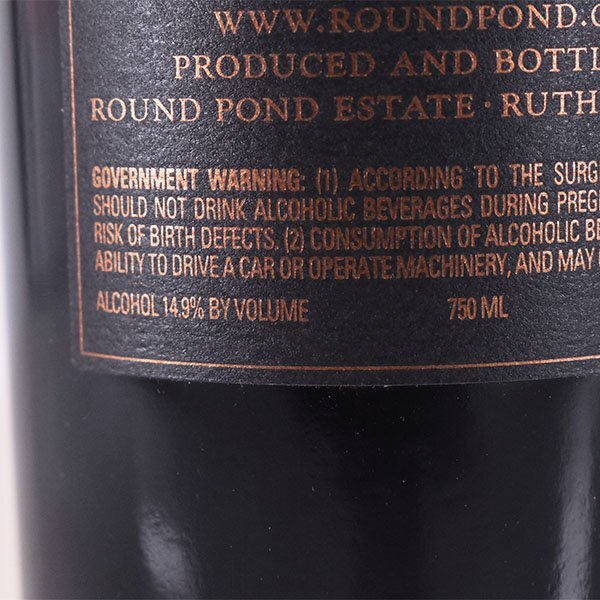 WWW.ROUNDPOND.C
PRODUCED AND BOTTL
ROUND POND ESTATE · RUTH
GOVERNMENT WARNING: (1) ACCORDING TO THE SURG
SHOULD NOT DRINK ALCOHOLIC BEVERAGES DURING PREG
RISK OF BIRTH DEFECTS. (2) CONSUMPTION OF ALCOHOLIC BE
ABILITY TO DRIVE A CAR OR OPERATE MACHINERY, AND MAY
ALCOHOL 14.9% BY VOLUME 750 ML